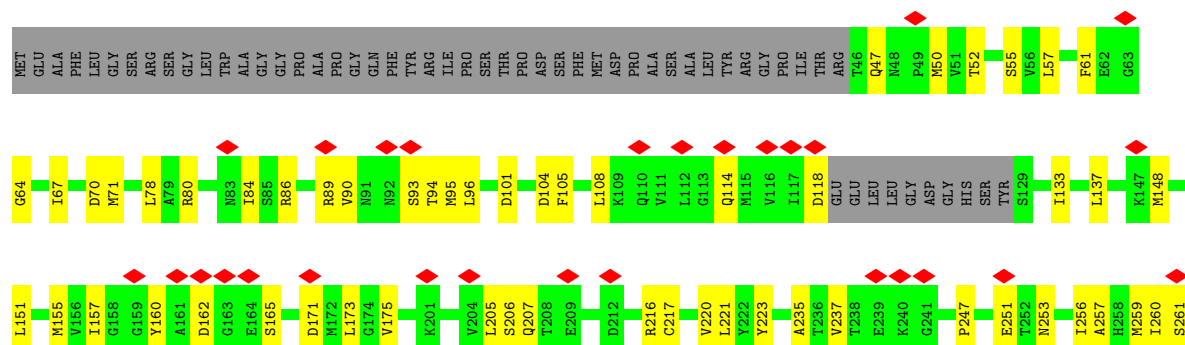 MET GLU ALA PHE LEU GLY SER ARG SER GLY LEU TRP ALA GLY GLY PRO ALA PRO GLY GLN PHE TYR ARG ILE PRO SER THR PRO ASP SER PHE MET ASP PRO ALA SER ALA LEU TYR ARG GLY PRO ILE THR ARG T46 Q47 N48 P49 M50 V51 T52 S55 V56 L57 F61 E62 G63
G64 I67 D70 M71 L78 A79 R80 N83 I84 S85 R86 R89 V90 N91 N92 S93 T94 M95 L96 D101 D104 F105 L108 K109 Q110 V111 L112 G113 Q114 M115 V116 I117 D118 GLU GLU LEU LEU GLY ASP GLY HIS SER TYR S129 I133 L137 K147 M148
L151 M155 V156 I157 G158 G159 Y160 A161 D162 G163 E164 S165 D171 M172 L173 G174 V175 K201 V204 L205 S206 Q207 T208 E209 D212 R216 C217 V220 L221 Y222 Y223 A235 T236 V237 T238 E239 K240 G241 P247 E251 T252 N253 I256 A257 H258 M259 I260 S261